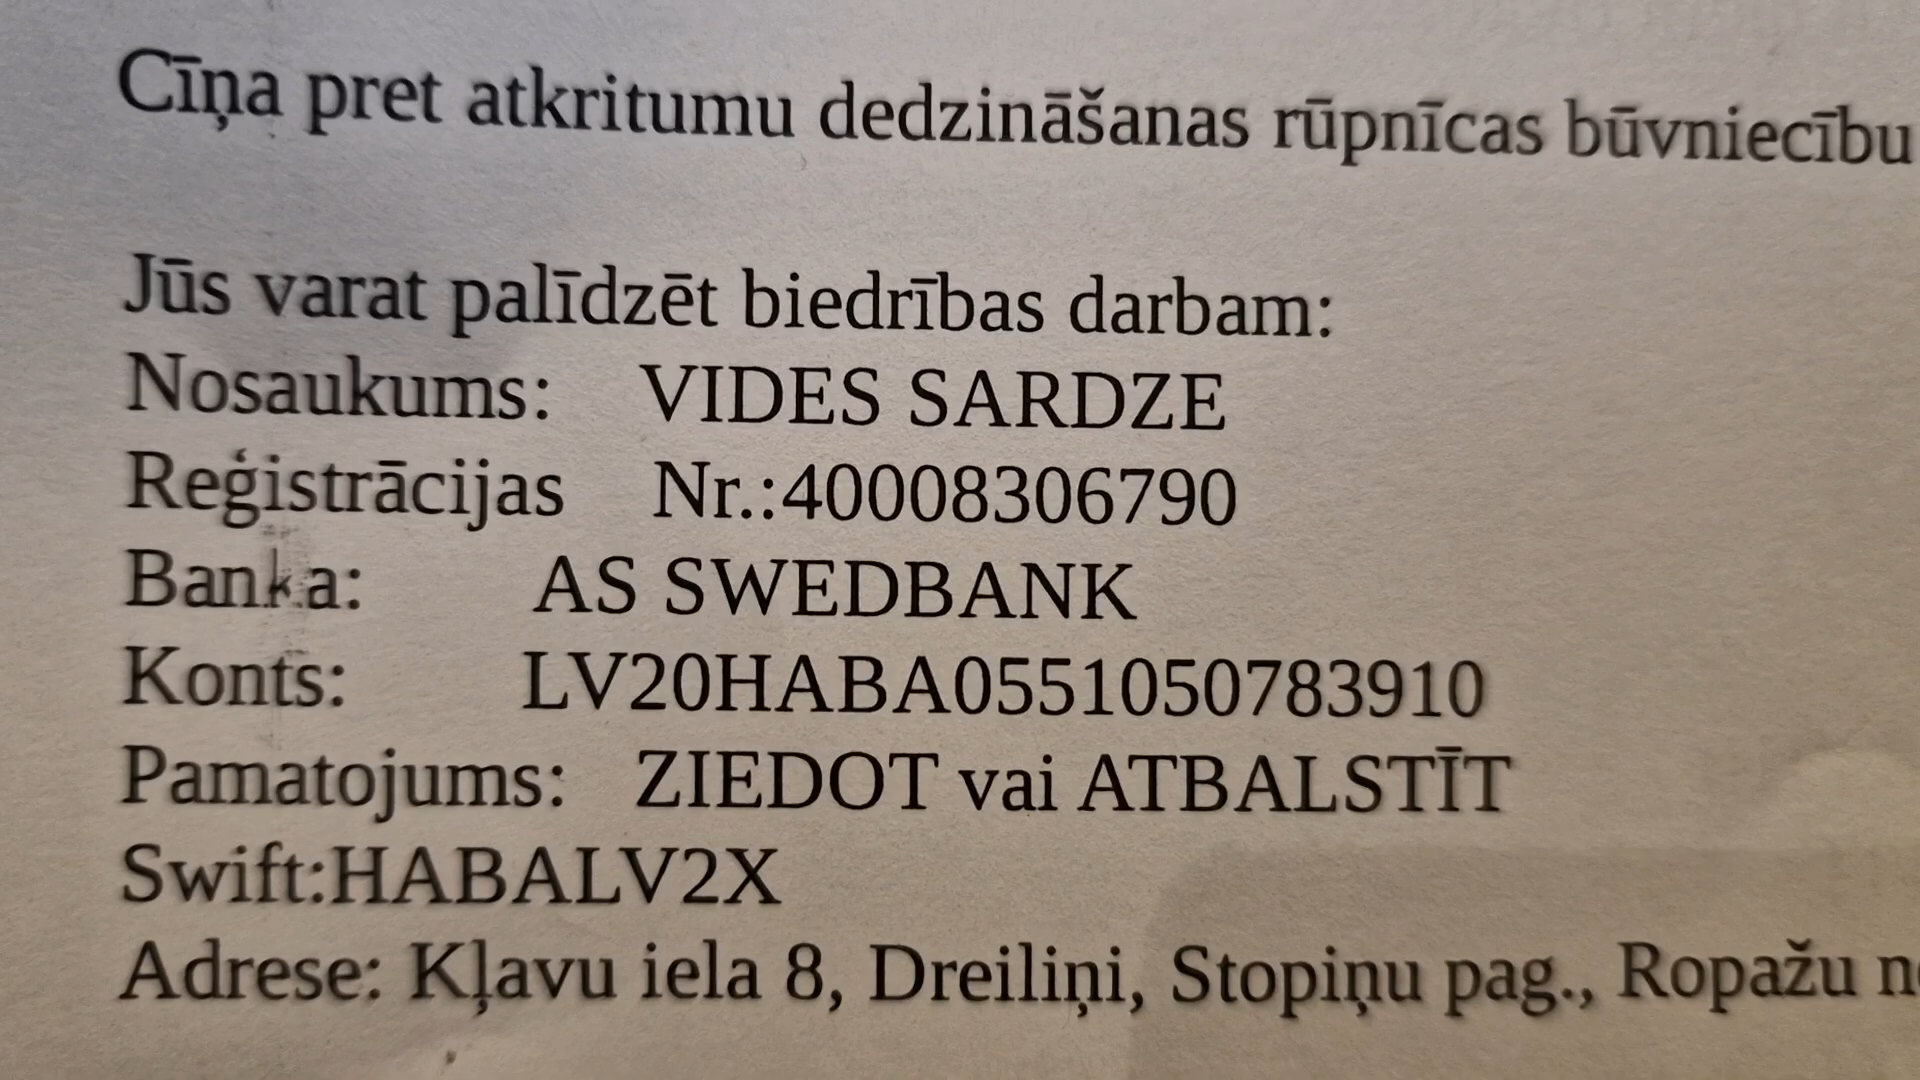 Cīņa pret atkritumu dedzināšanas rūpnīcas būvniecību
Jūs varat palīdzēt biedrības darbam:
Nosaukums: VIDES SARDZE
Reģistrācijas Nr.:40008306790
Banka: AS SWEDBANK
Konts: LV20HABA0551050783910
Pamatojums: ZIEDOT vai ATBALSTĪT
Swift:HABALV2X
Adrese: Kļavu iela 8, Dreiliņi, Stopiņu pag., Ropažu